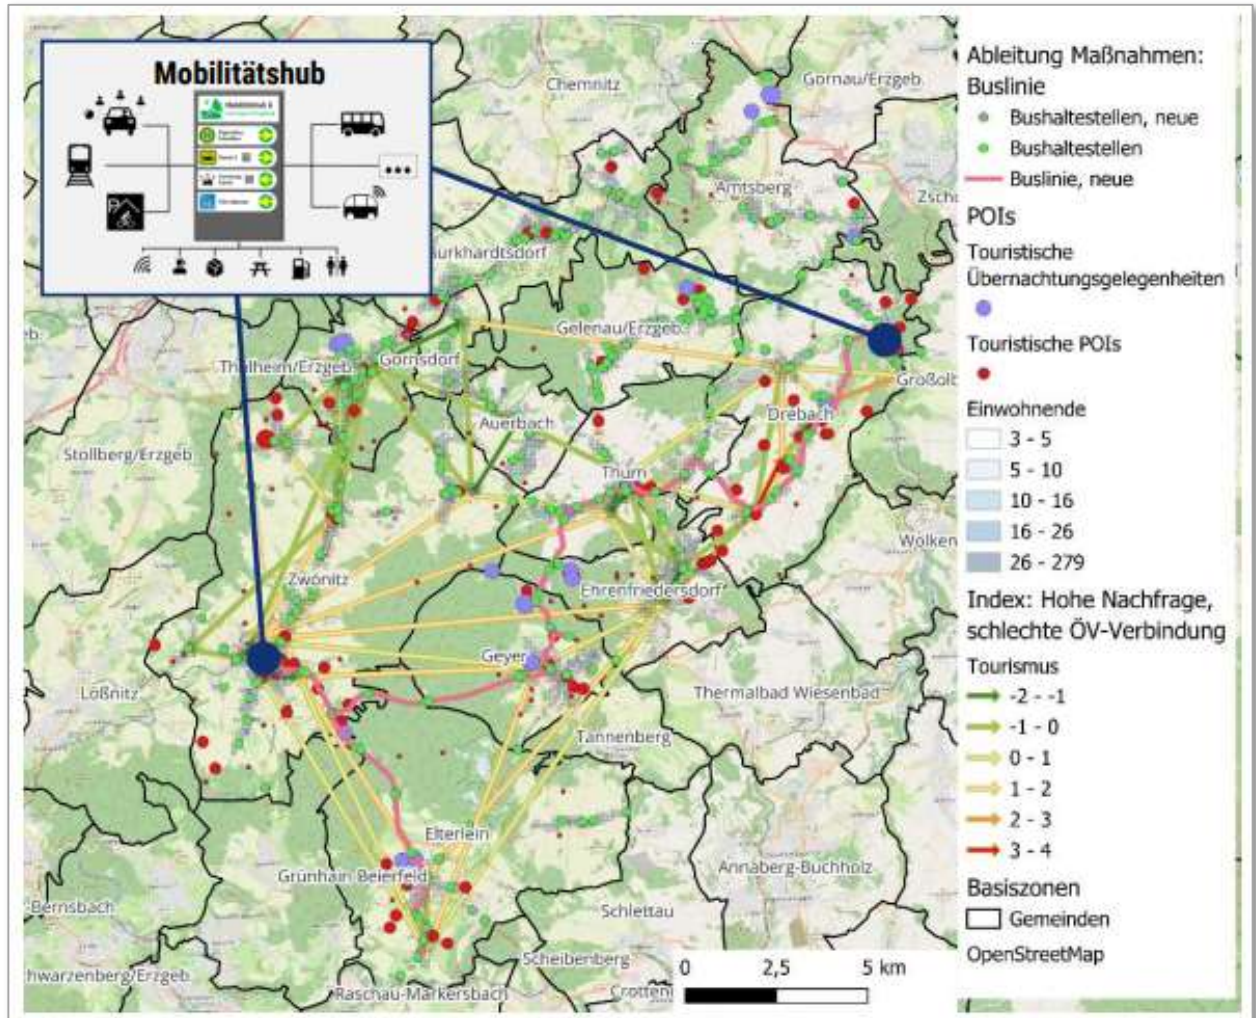 Mobilitätshub
Chemnitz
Gornau/Erzgeb.
Amtsberg
Zscho
urkhardtsdorf
Gelenau/Erzgeb.
eb.
Thalheim/Erzgeb.
Gornsdorf
Großolb
Drebach
Auerbach
Stollberg/Erzgeb
Thum
Wolken
Zwönitz
Ehrenfriedersdorf
Geyer
Lößnitz
Thermalbad Wiesenbad
Tannenberg
Elterlein
Annaberg-Buchholz
Grünhain Beierfeld
-Bernsbach
Schlettau
Scheibenberg
hwarzenberg/Erzgeb.
Raschau-Markersbach
Crotten
0 2,5 5 km
Ableitung Maßnahmen:
Buslinie
Bushaltestellen, neue
Bushaltestellen
Buslinie, neue
POIs
Touristische
Übernachtungsgelegenheiten
Touristische POIs
Einwohnende
3 - 5
5 - 10
10 - 16
16 - 26
26 - 279
Index: Hohe Nachfrage,
schlechte ÖV-Verbindung
Tourismus
-2 - -1
-1 - 0
0 - 1
1 - 2
2 - 3
3 - 4
Basiszonen
Gemeinden
OpenStreetMap